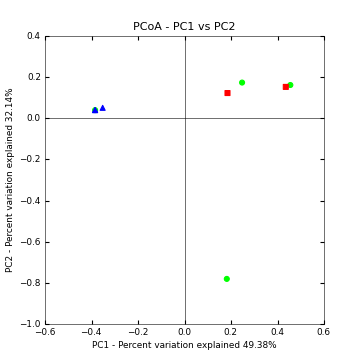 PCoA - PC1 vs PC2
0.4
0.2
0.0
−0.2
−0.4
−0.6
−0.8
−1.0
PC2 - Percent variation explained 32.14%
−0.6 −0.4 −0.2 0.0 0.2 0.4 0.6
PC1 - Percent variation explained 49.38%